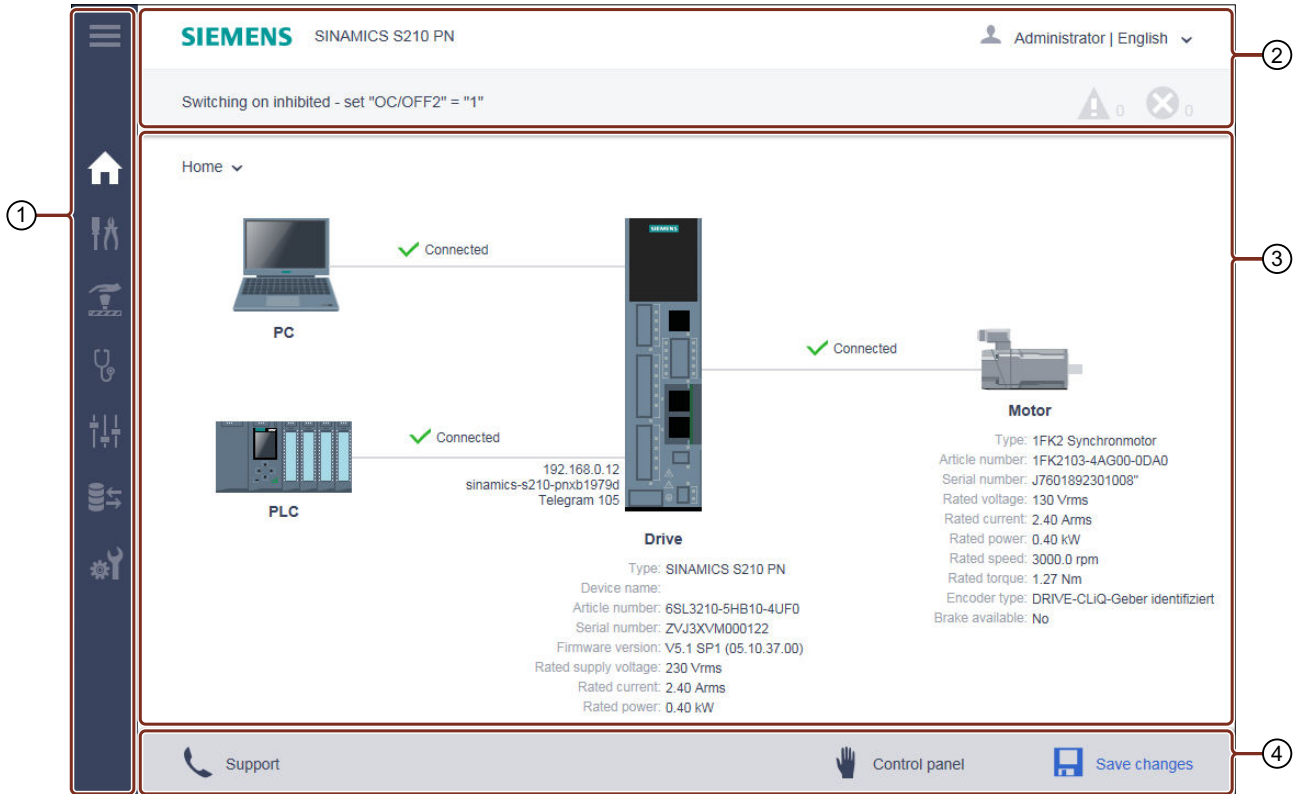 SIEMENS SINAMICS S210 PN
Administrator | English
2
Switching on inhibited - set "OC/OFF2" = "1"
0 0
Home
1
Connected
SIEMENS
3
PC
Connected
Connected
Motor
Type: 1FK2 Synchronmotor
Article number: 1FK2103-4AG00-0DA0
Serial number: J7601892301008"
Rated voltage: 130 Vrms
Rated current: 2.40 Arms
Rated power: 0.40 kW
Rated speed: 3000.0 rpm
Rated torque: 1.27 Nm
Encoder type: DRIVE-CLiQ-Geber identifiziert
Brake available: No
192.168.0.12
sinamics-s210-pnxb1979d
Telegram 105
PLC
Drive
Type: SINAMICS S210 PN
Device name:
Article number: 6SL3210-5HB10-4UF0
Serial number: ZVJ3XVM000122
Firmware version: V5.1 SP1 (05.10.37.00)
Rated supply voltage: 230 Vrms
Rated current: 2.40 Arms
Rated power: 0.40 kW
Support
Control panel
Save changes
4